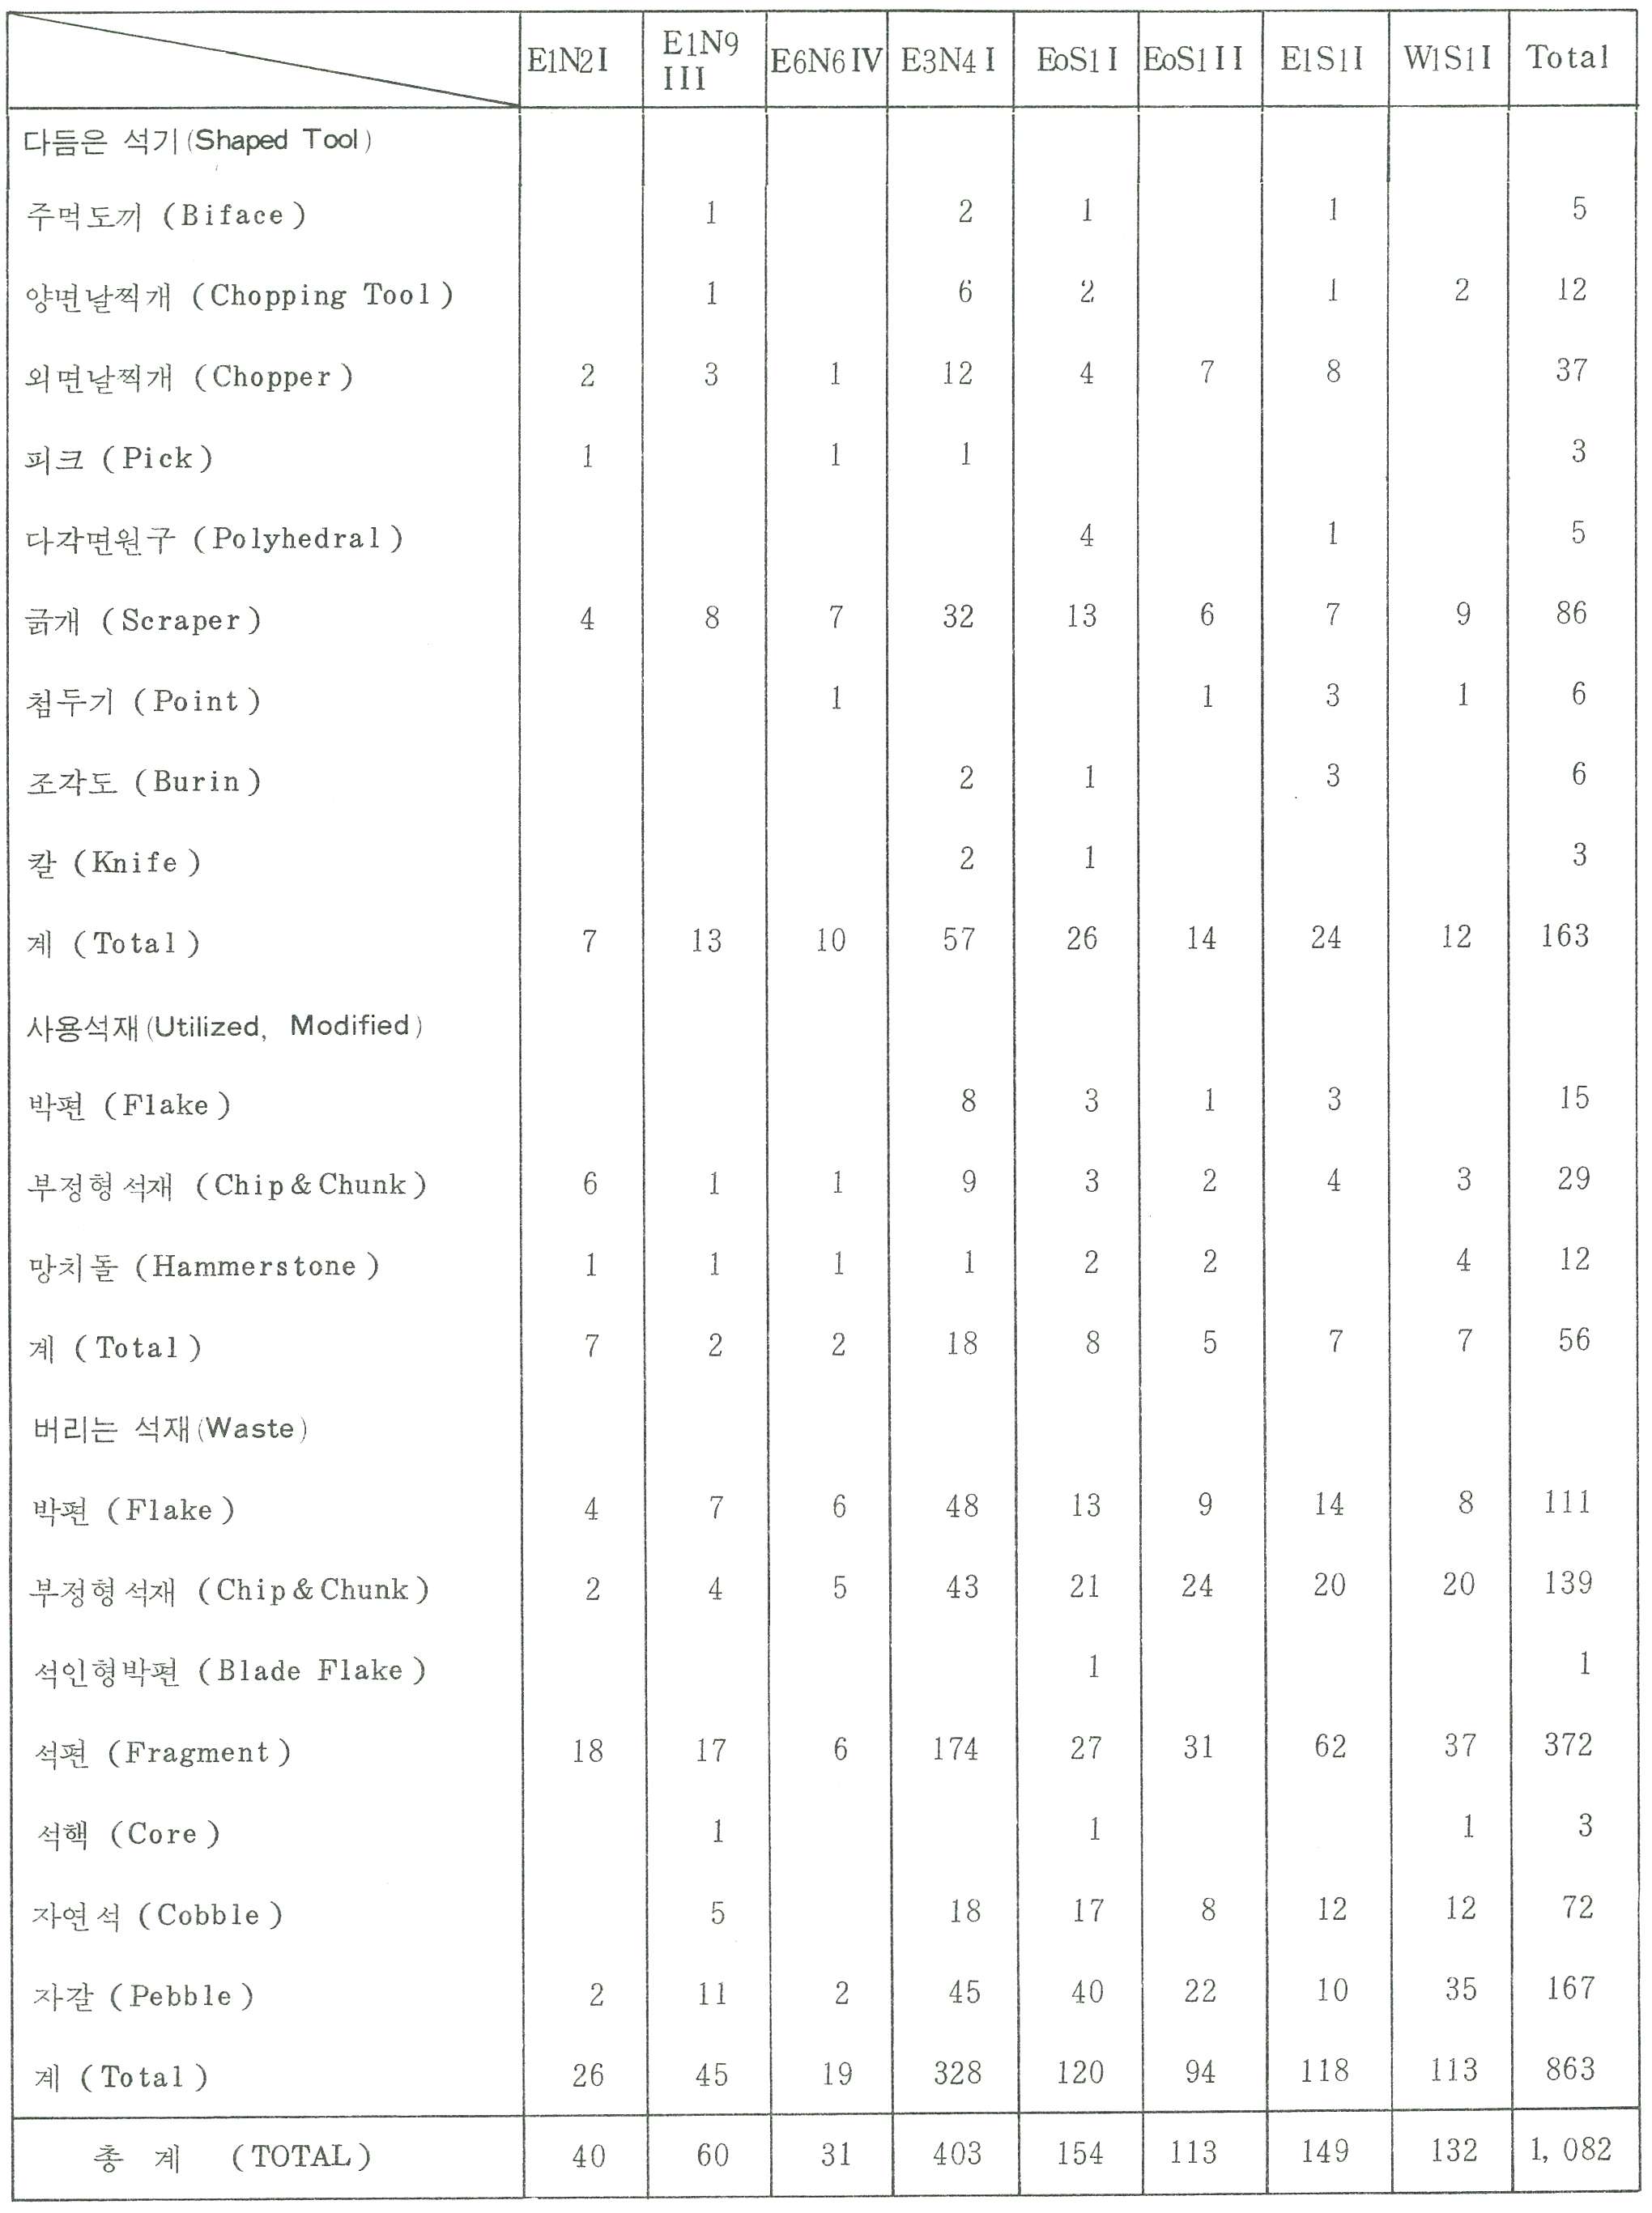 E1N2 I E1N9 III E6N6 IV E3N4 I EoS1 I EoS1 II E1S1 I W1S1 I Total
다듬은 석기 (Shaped Tool)
주먹도끼 (Biface) 1 2 1 1 5
양면날찍개 (Chopping Tool) 1 6 2 1 2 12
외면날찍개 (Chopper) 2 3 1 12 4 7 8 37
피크 (Pick) 1 1 1 3
다각면원구 (Polyhedral) 4 1 5
긁개 (Scraper) 4 8 7 32 13 6 7 9 86
첨두기 (Point) 1 1 3 1 6
조각도 (Burin) 2 1 3 6
칼 (Knife) 2 1 3
계 (Total) 7 13 10 57 26 14 24 12 163
사용석재 (Utilized, Modified)
박편 (Flake) 8 3 1 3 15
부정형석재 (Chip & Chunk) 6 1 1 9 3 2 4 3 29
망치돌 (Hammerstone) 1 1 1 1 2 2 4 12
계 (Total) 7 2 2 18 8 5 7 7 56
버리는 석재 (Waste)
박편 (Flake) 4 7 6 48 13 9 14 8 111
부정형석재 (Chip & Chunk) 2 4 5 43 21 24 20 20 139
석인형박편 (Blade Flake) 1 1
석편 (Fragment) 18 17 6 174 27 31 62 37 372
석핵 (Core) 1 1 1 3
자연석 (Cobble) 5 18 17 8 12 12 72
자갈 (Pebble) 2 11 2 45 40 22 10 35 167
계 (Total) 26 45 19 328 120 94 118 113 863
총 계 (TOTAL) 40 60 31 403 154 113 149 132 1,082